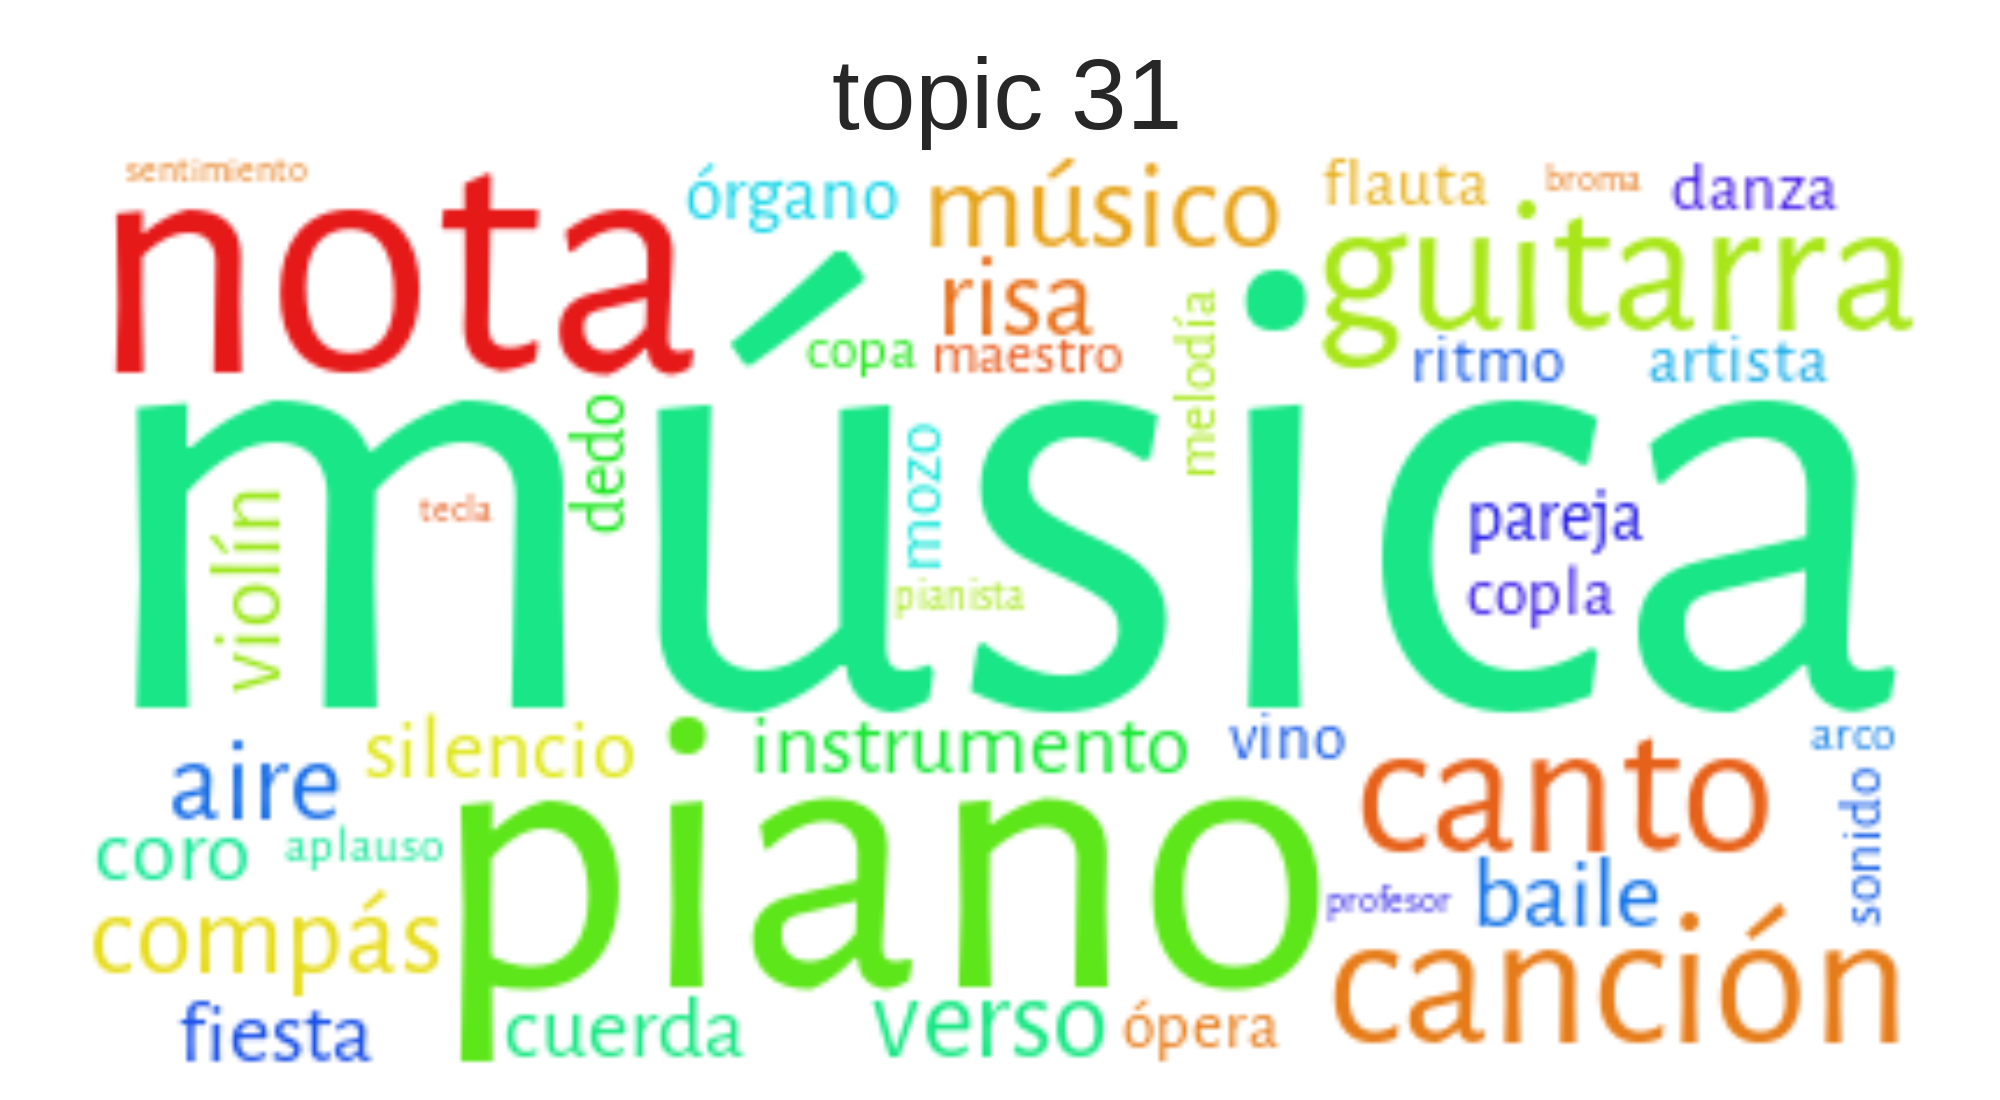 topic 31
sentimiento
órgano
músico
flauta
broma
danza
nota
guitarra
risa
copa
maestro
melodía
ritmo
artista
música
dedo
mozo
violín
tecla
pareja
pianista
copla
aire
silencio
instrumento
vino
canto
arco
sonido
coro
aplauso
piano
profesor
baile
compás
canción
fiesta
cuerda
verso
ópera